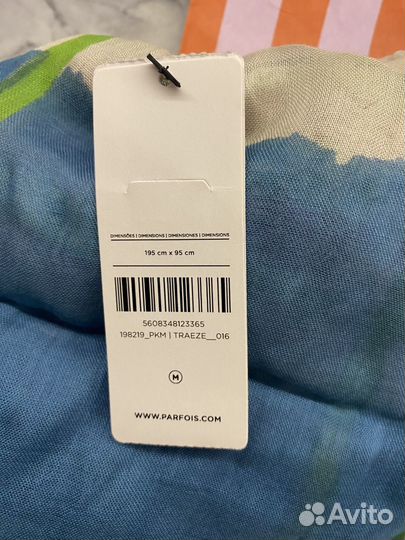 DIMENSÕES | DIMENSIONS | DIMENSIONES | DIMENSIONS
195 cm x 95 cm
5608348123365
198219_PKM | TRAEZE__016
M
WWW.PARFOIS.COM
Avito